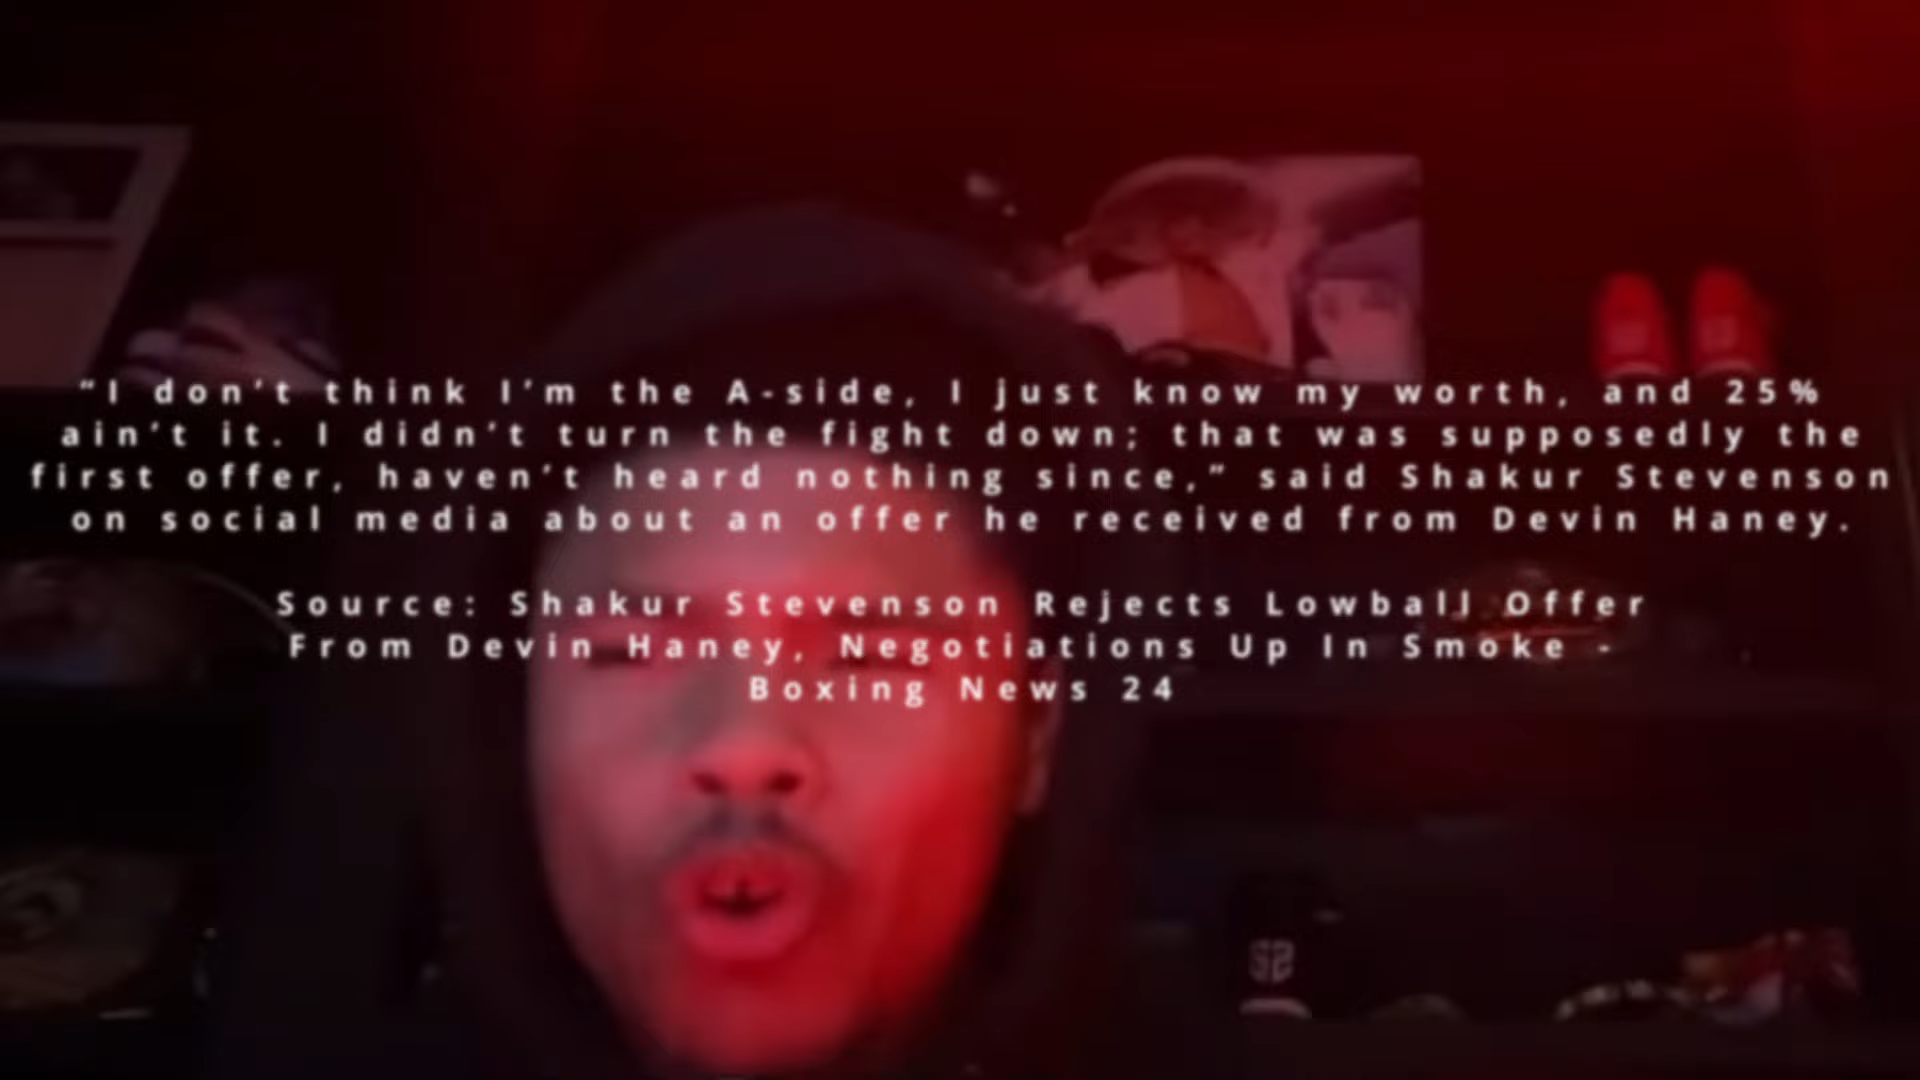 “I don’t think I’m the A-side, I just know my worth, and 25%
ain’t it. I didn’t turn the fight down; that was supposedly the
first offer, haven’t heard nothing since,” said Shakur Stevenson
on social media about an offer he received from Devin Haney.
Source: Shakur Stevenson Rejects Lowball Offer
From Devin Haney, Negotiations Up In Smoke -
Boxing News 24